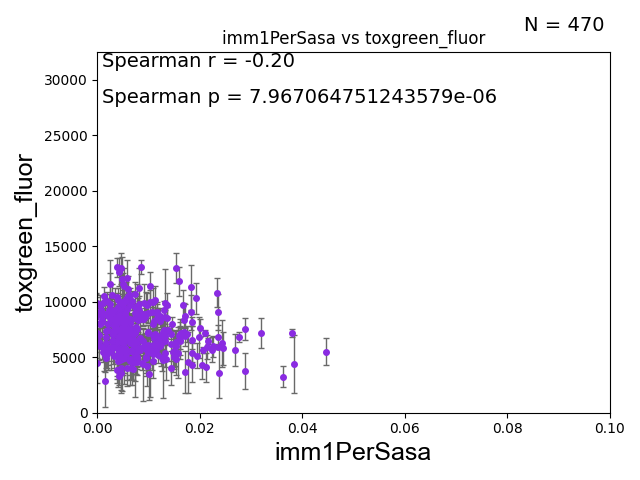 N = 470
imm1PerSasa vs toxgreen_fluor
Spearman r = -0.20
Spearman p = 7.967064751243579e-06
toxgreen_fluor
30000
25000
20000
15000
10000
5000
0
0.00 0.02 0.04 0.06 0.08 0.10
imm1PerSasa